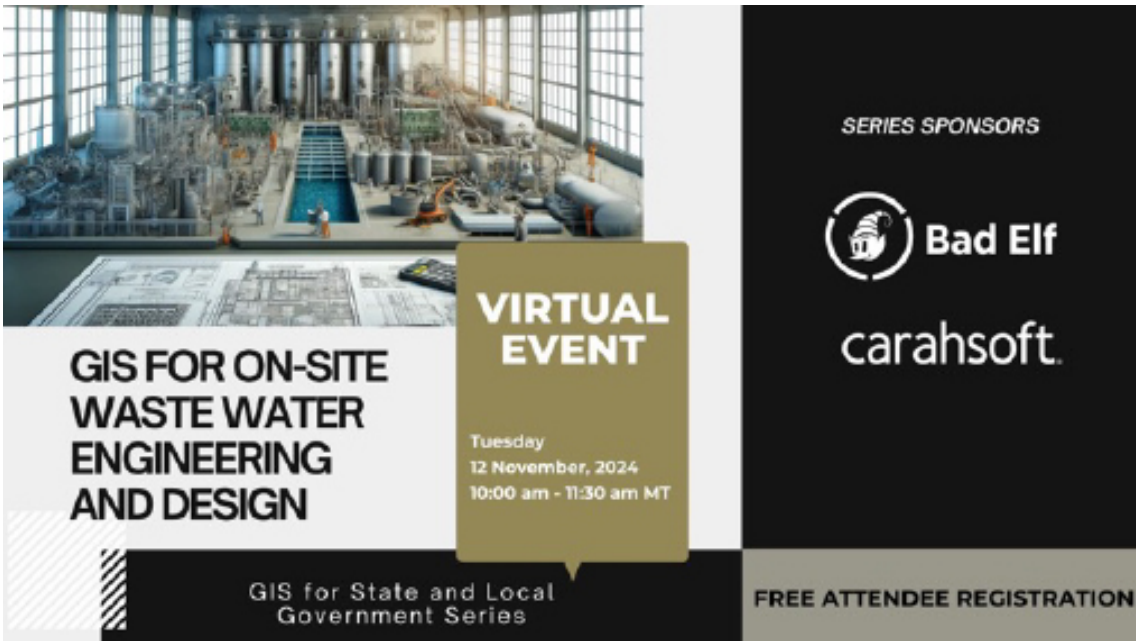 GIS FOR ON-SITE
WASTE WATER
ENGINEERING
AND DESIGN
VIRTUAL
EVENT
Tuesday
12 November, 2024
10:00 am - 11:30 am MT
GIS for State and Local
Government Series
SERIES SPONSORS
Bad Elf
carahsoft.
FREE ATTENDEE REGISTRATION